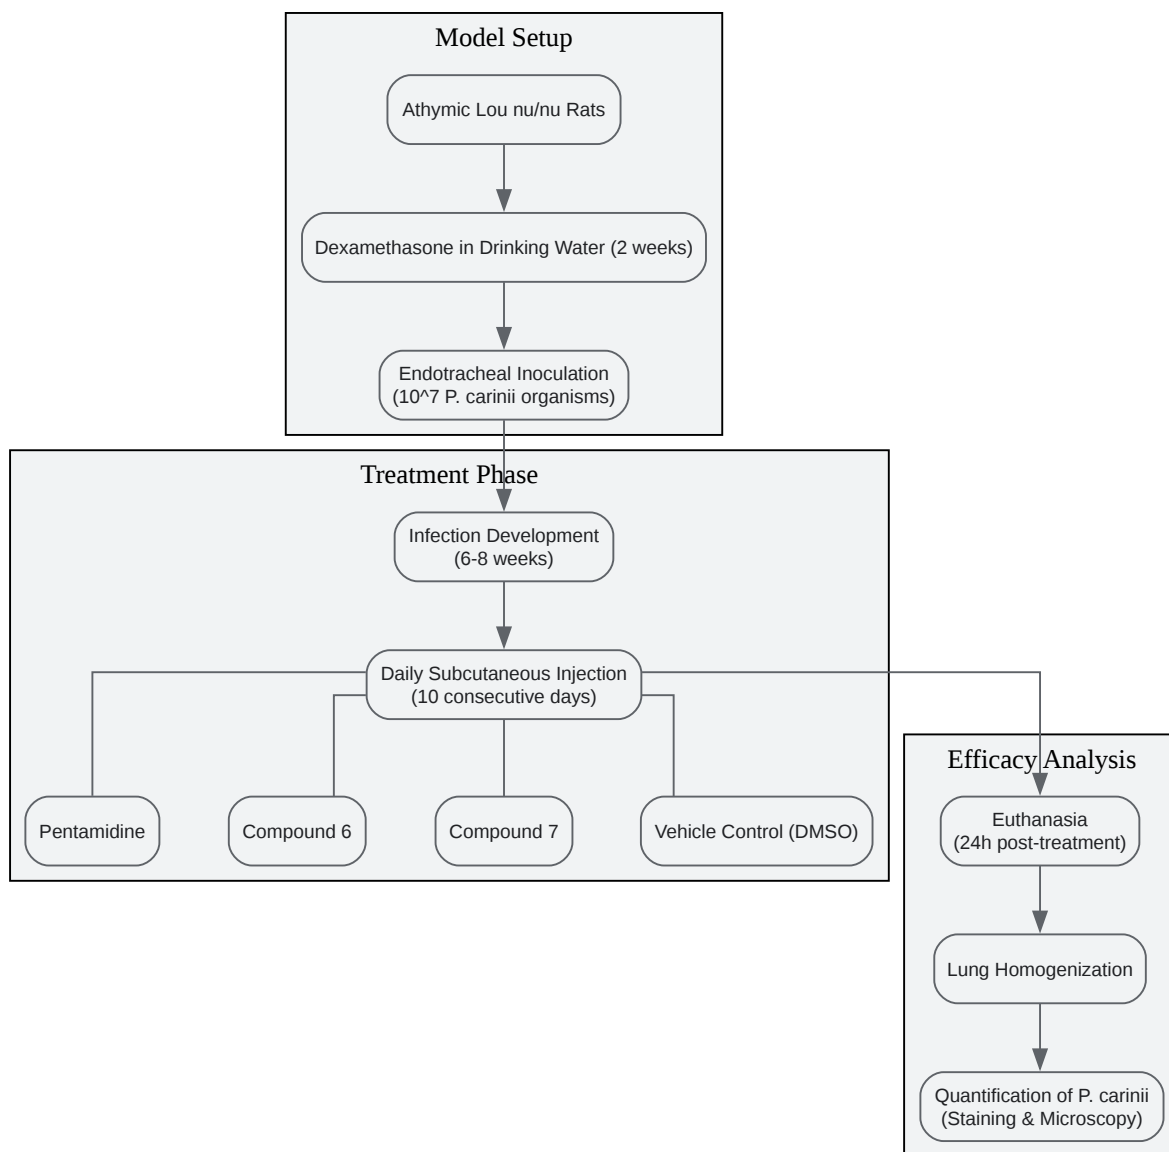 Model Setup
Athymic Lou nu/nu Rats
Dexamethasone in Drinking Water (2 weeks)
Endotracheal Inoculation
(10^7 P. carinii organisms)
Treatment Phase
Infection Development
(6-8 weeks)
Daily Subcutaneous Injection
(10 consecutive days)
Pentamidine
Compound 6
Compound 7
Vehicle Control (DMSO)
Efficacy Analysis
Euthanasia
(24h post-treatment)
Lung Homogenization
Quantification of P. carinii
(Staining & Microscopy)